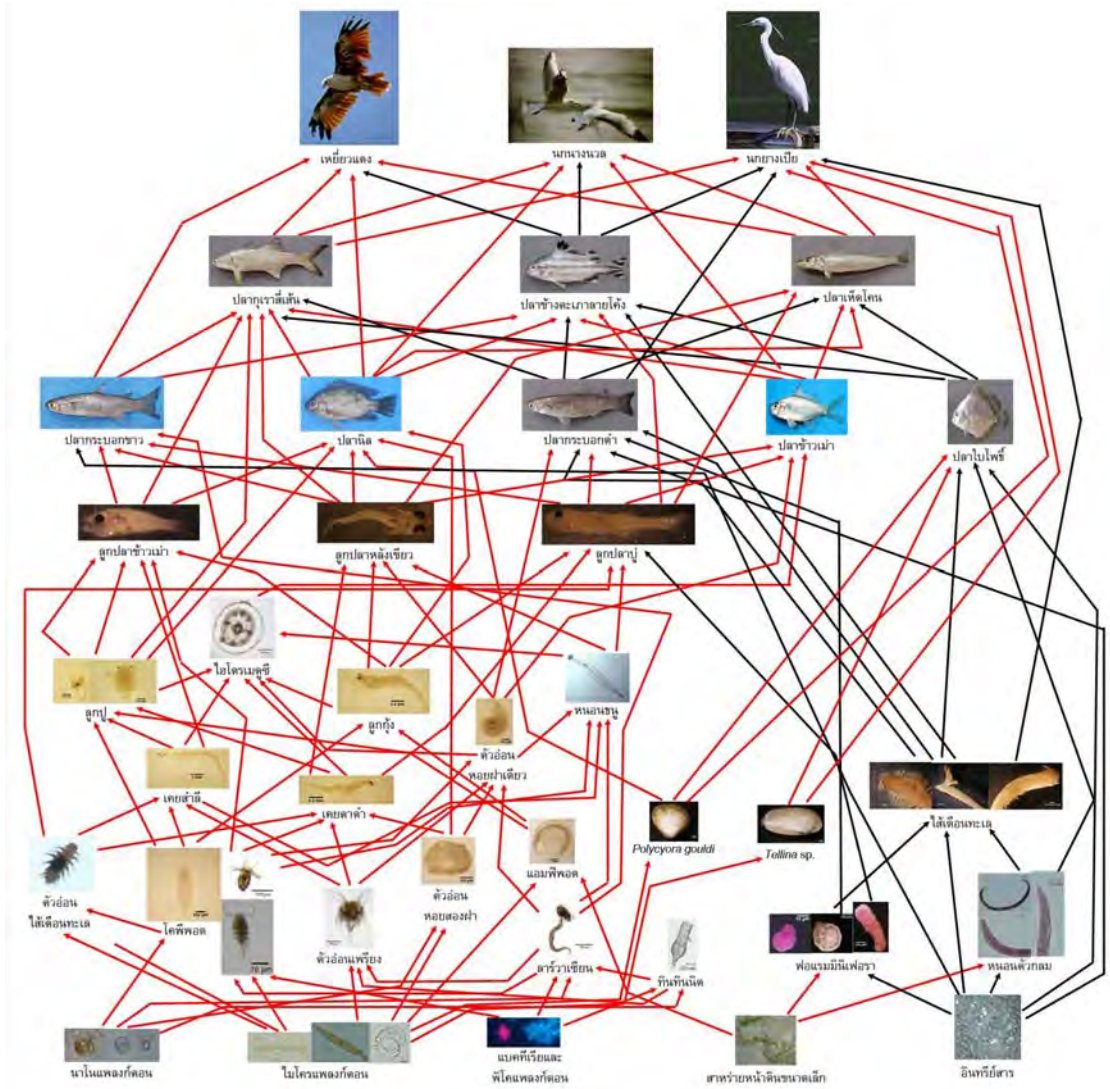 เหยี่ยวแดง
นกนางนวล
นกยางเปีย
ปลากุเราสี่เส้น
ปลาข้างตะเภาลายโค้ง
ปลาเห็ดโคน
ปลากระบอกขาว
ปลานิล
ปลากระบอกดำ
ปลาข้าวเม่า
ปลาใบโพธิ์
ลูกปลาข้าวเม่า
ลูกปลาหลังเขียว
ลูกปลาบู่
ไฮโดรเมดูซี
ลูกปู
ลูกกุ้ง
หนอนธนู
ตัวอ่อน
หอยฝาเดียว
เคยสำลี
เคยตาดำ
Polycyora gouldi
Tellina sp.
ไส้เดือนทะเล
ตัวอ่อน
ไส้เดือนทะเล
โคพีพอด
ตัวอ่อน
หอยสองฝา
แอมฟิพอด
ตัวอ่อนเพรียง
ลาร์วาเซียน
ทินทินนิด
ฟอแรมมินิเฟอรา
หนอนตัวกลม
นาโนแพลงก์ตอน
ไมโครแพลงก์ตอน
แบคทีเรียและ
พิโคแพลงก์ตอน
สาหร่ายหน้าดินขนาดเล็ก
อินทรีย์สาร